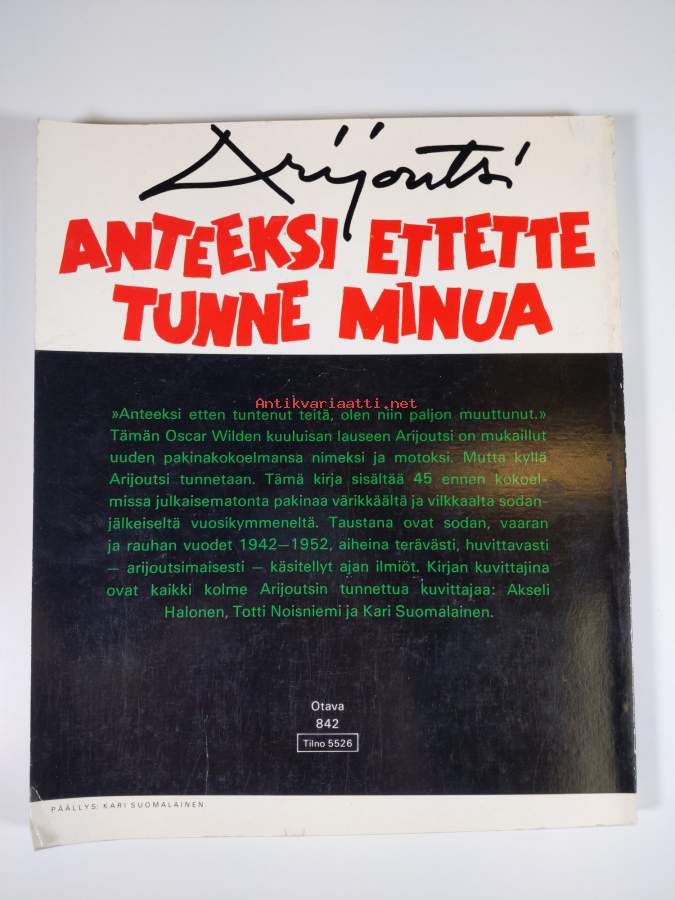 Arijoutsi
ANTEEKSI ETTETTE
TUNNE MINUA
Antikvariaatti.net
»Anteeksi etten tuntenut teitä, olen niin paljon muuttunut.»
Tämän Oscar Wilden kuuluisan lauseen Arijoutsi on mukaillut
uuden pakinakokoelmansa nimeksi ja motoksi. Mutta kyllä
Arijoutsi tunnetaan. Tämä kirja sisältää 45 ennen kokoel-
missa julkaisematonta pakinaa värikkäältä ja vilkkaalta sodan-
jälkeiseltä vuosikymmeneltä. Taustana ovat sodan, vaaran
ja rauhan vuodet 1942—1952, aiheina terävästi, huvittavasti
— arijoutsimaisesti — käsitellyt ajan ilmiöt. Kirjan kuvittajina
ovat kaikki kolme Arijoutsin tunnettua kuvittajaa: Akseli
Halonen, Totti Noisniemi ja Kari Suomalainen.
Otava
842
Tilno 5526
PÄÄLLYS: KARI SUOMALAINEN